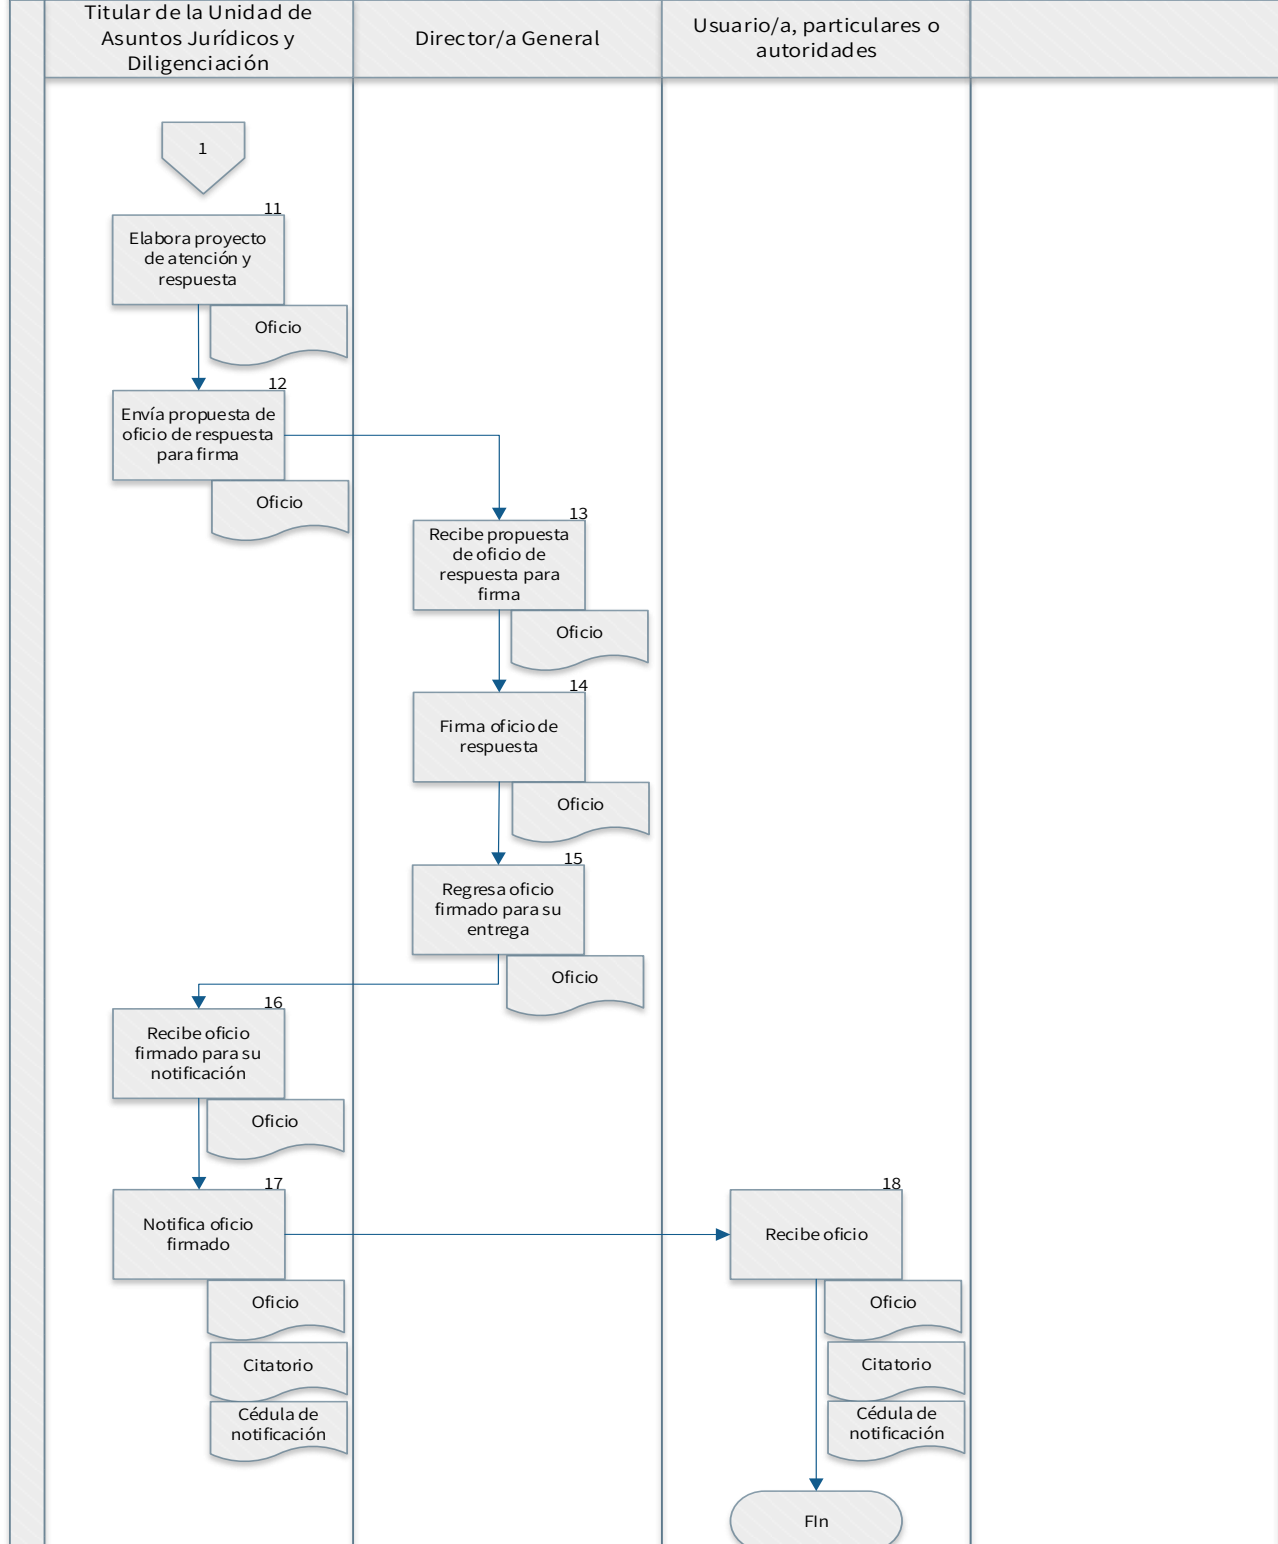 Titular de la Unidad de
Asuntos Jurídicos y
Diligenciación
Director/a General
Usuario/a, particulares o
autoridades
1
11
Elabora proyecto
de atención y
respuesta
Oficio
12
Envía propuesta de
oficio de respuesta
para firma
Oficio
13
Recibe propuesta
de oficio de
respuesta para
firma
Oficio
14
Firma oficio de
respuesta
Oficio
15
Regresa oficio
firmado para su
entrega
Oficio
16
Recibe oficio
firmado para su
notificación
Oficio
17
Notifica oficio
firmado
Oficio
Citatorio
Cédula de
notificación
18
Recibe oficio
Oficio
Citatorio
Cédula de
notificación
FIn